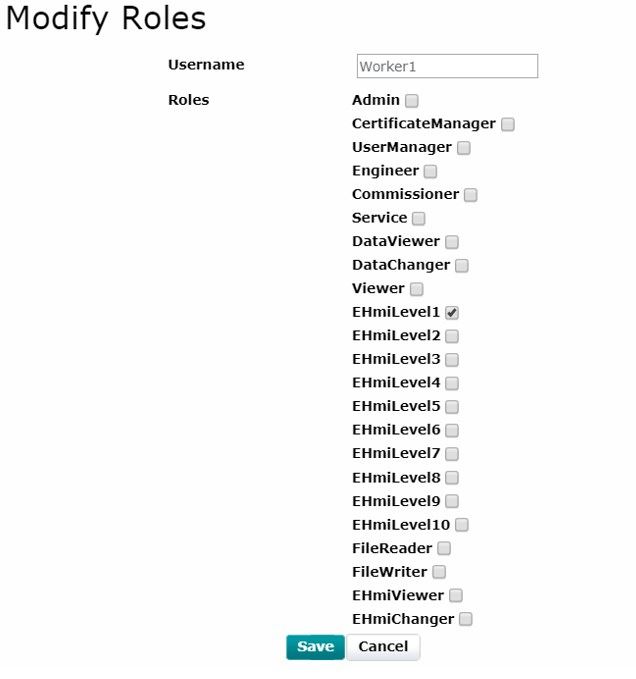 Modify Roles
Username Worker1
Roles Admin
CertificateManager
UserManager
Engineer
Commissioner
Service
DataViewer
DataChanger
Viewer
EHmiLevel1
EHmiLevel2
EHmiLevel3
EHmiLevel4
EHmiLevel5
EHmiLevel6
EHmiLevel7
EHmiLevel8
EHmiLevel9
EHmiLevel10
FileReader
FileWriter
EHmiViewer
EHmiChanger
Save Cancel